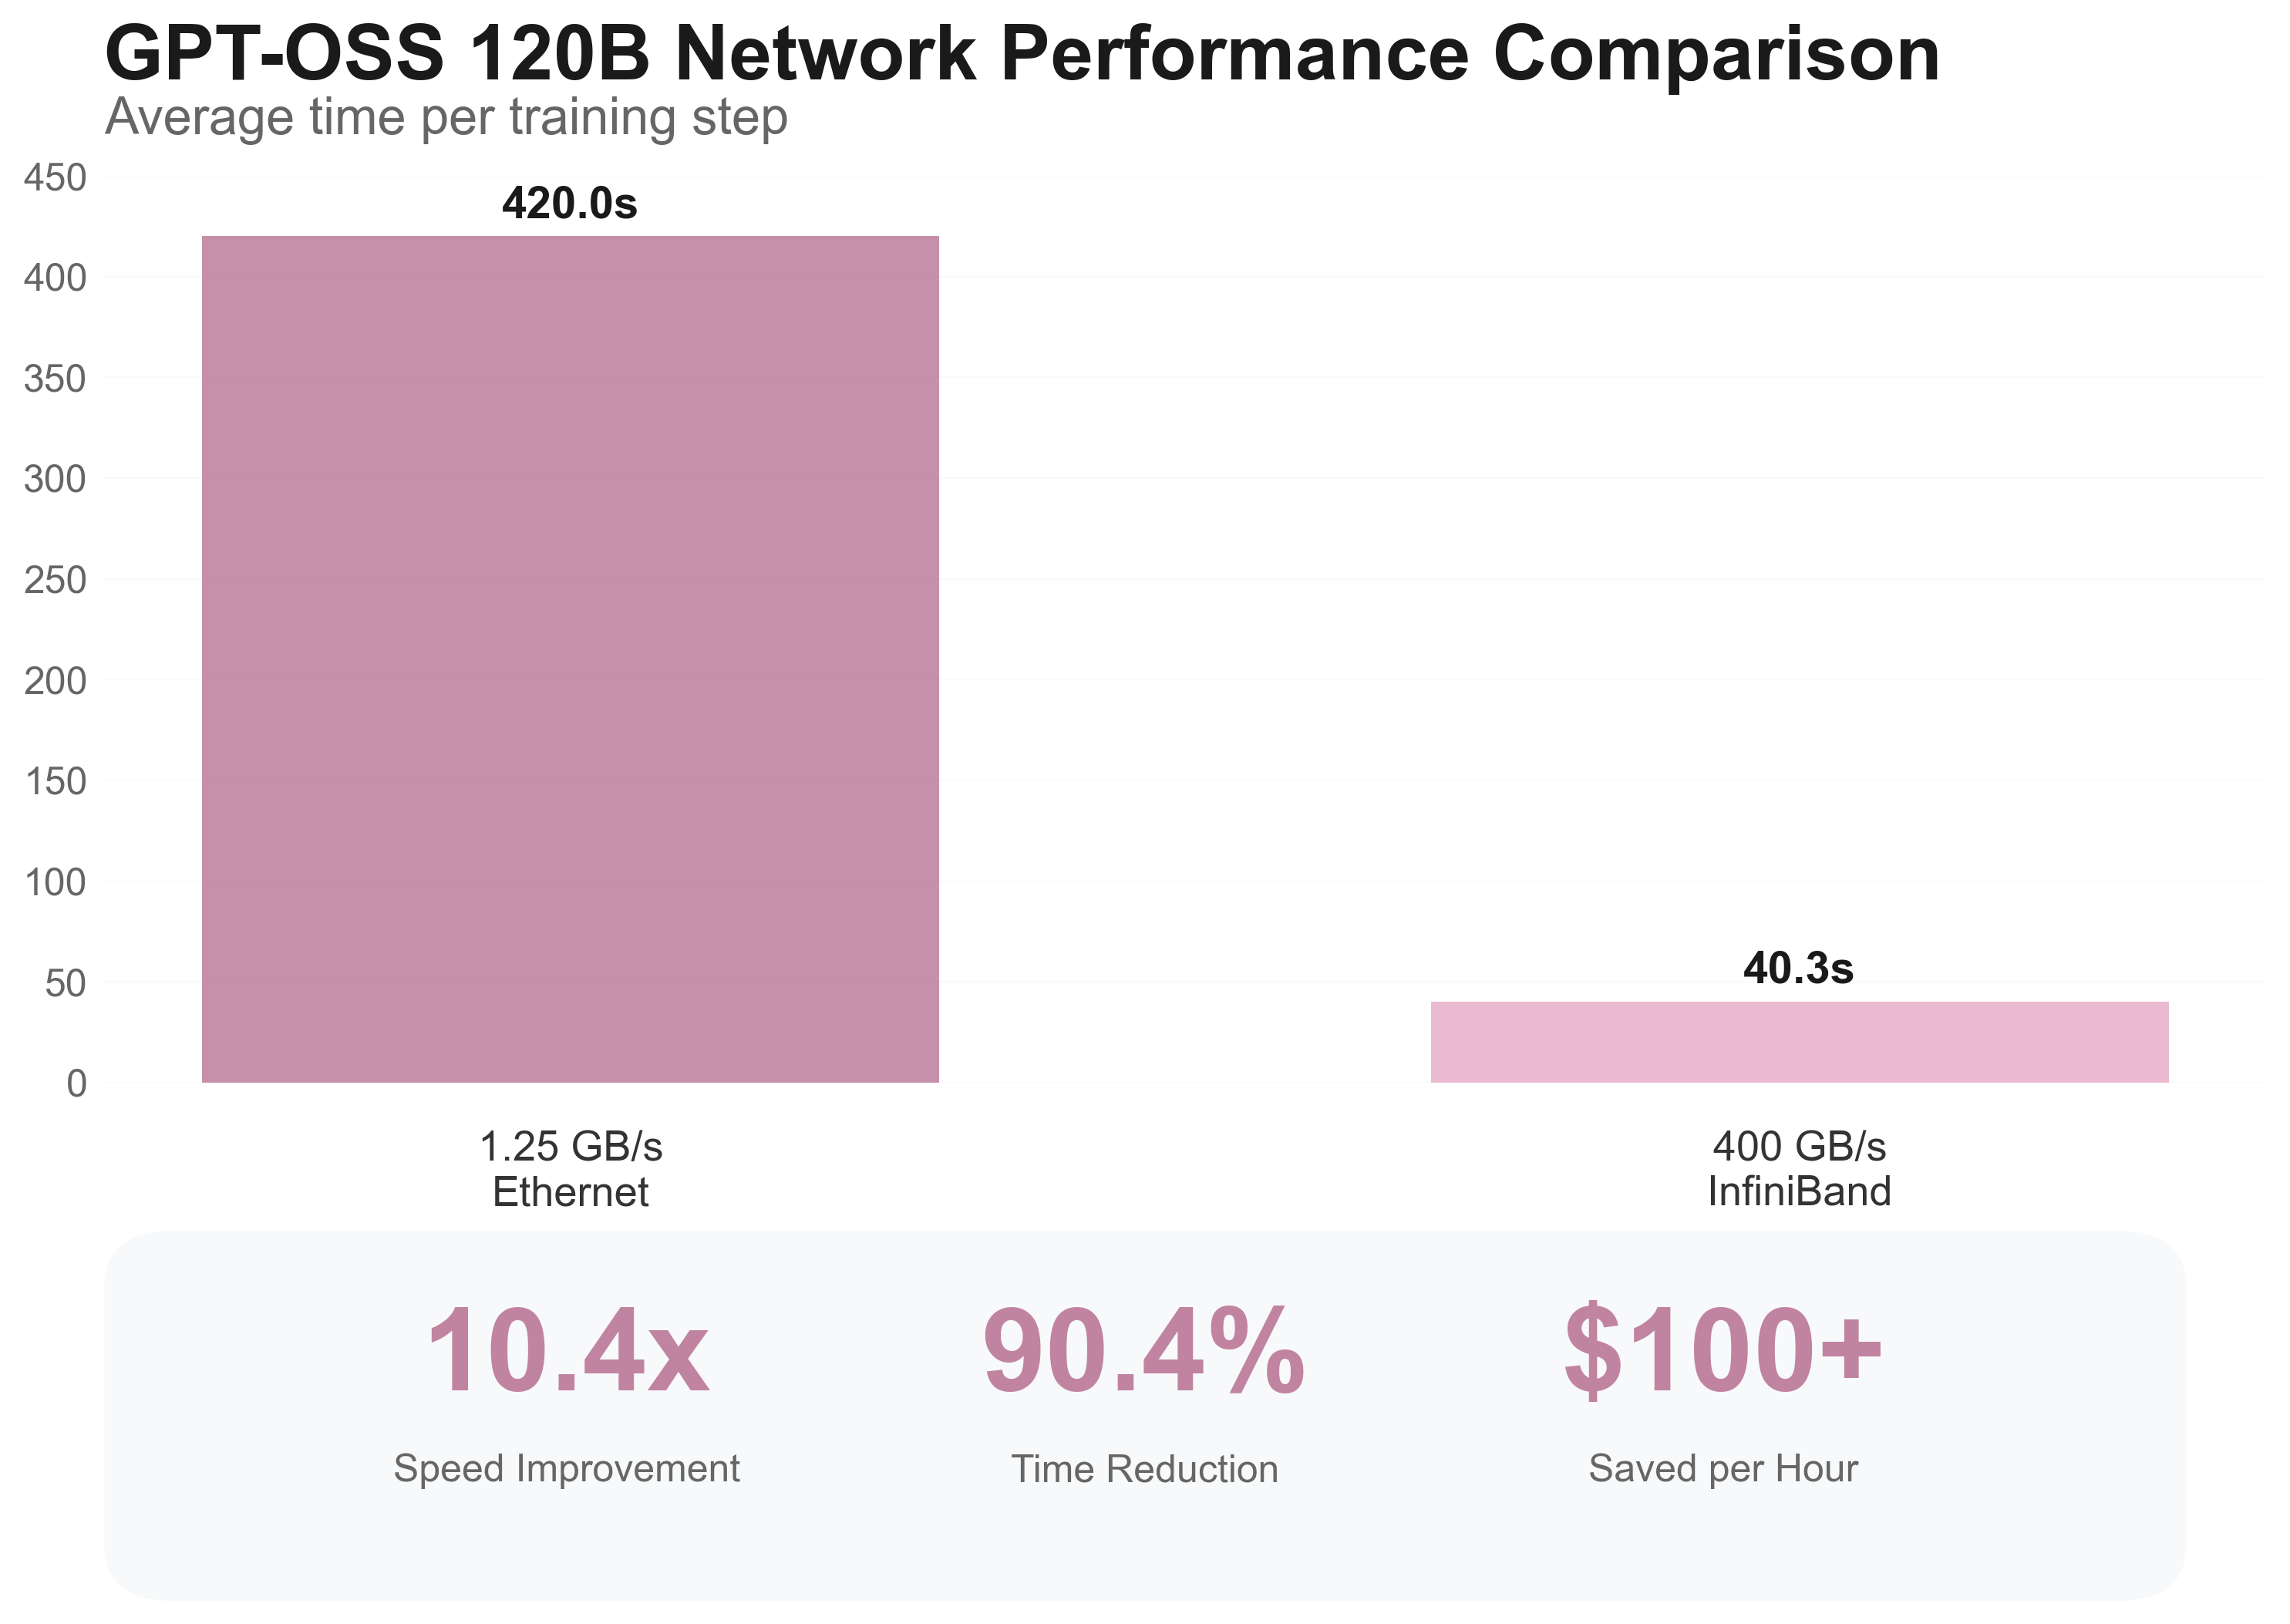 GPT-OSS 120B Network Performance Comparison
Average time per training step
450
400
350
300
250
200
150
100
50
0
420.0s
40.3s
1.25 GB/s
Ethernet
400 GB/s
InfiniBand
10.4x
90.4%
$100+
Speed Improvement
Time Reduction
Saved per Hour